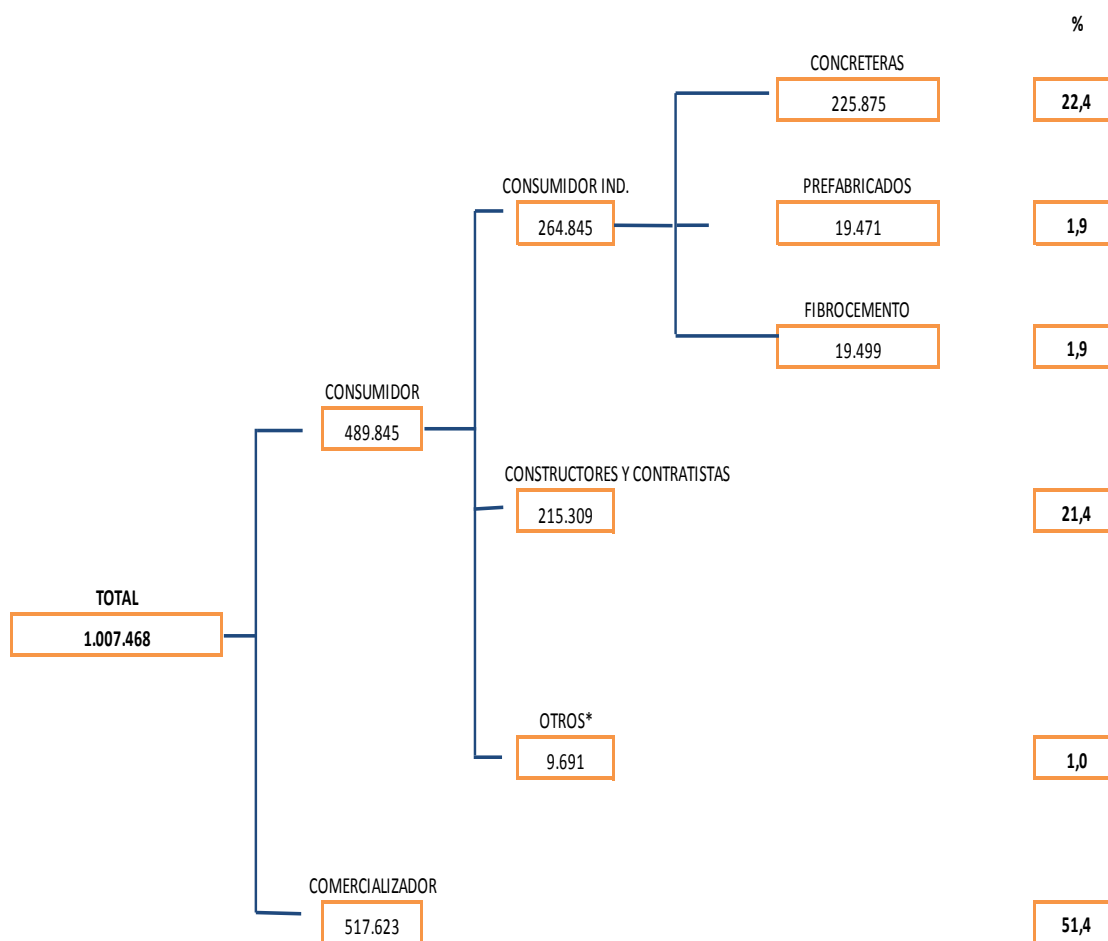 %
CONCRETERAS
225.875
22,4
CONSUMIDOR IND.
264.845
PREFABRICADOS
19.471
1,9
FIBROCEMENTO
19.499
1,9
CONSUMIDOR
489.845
CONSTRUCTORES Y CONTRATISTAS
215.309
21,4
TOTAL
1.007.468
OTROS*
9.691
1,0
COMERCIALIZADOR
517.623
51,4